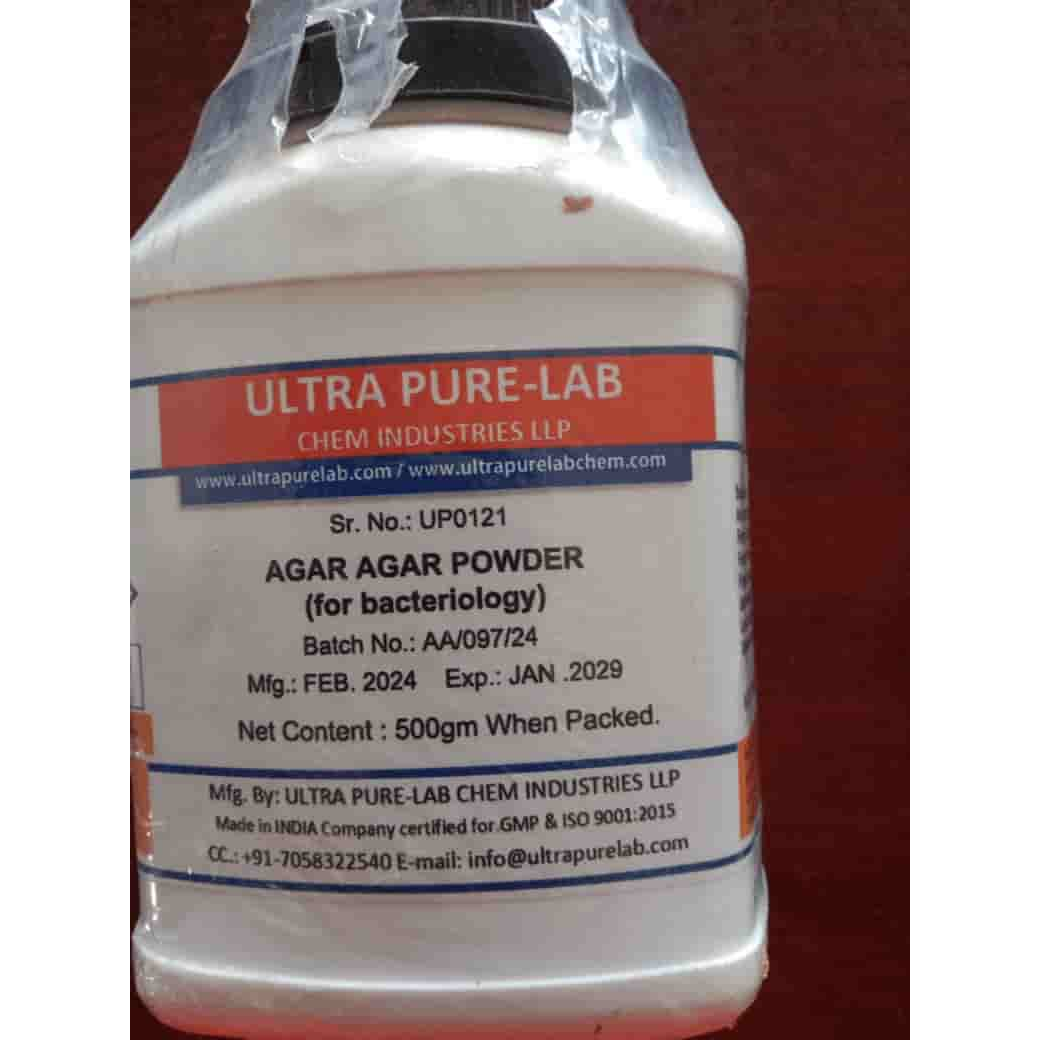 ULTRA PURE-LAB
CHEM INDUSTRIES LLP
www.ultrapurelab.com / www.ultrapurelabchem.com
Sr. No.: UP0121
AGAR AGAR POWDER
(for bacteriology)
Batch No.: AA/097/24
Mfg.: FEB. 2024 Exp.: JAN .2029
Net Content : 500gm When Packed.
Mfg. By: ULTRA PURE-LAB CHEM INDUSTRIES LLP
Made in INDIA Company certified for GMP & ISO 9001:2015
CC.: +91-7058322540 E-mail: info@ultrapurelab.com